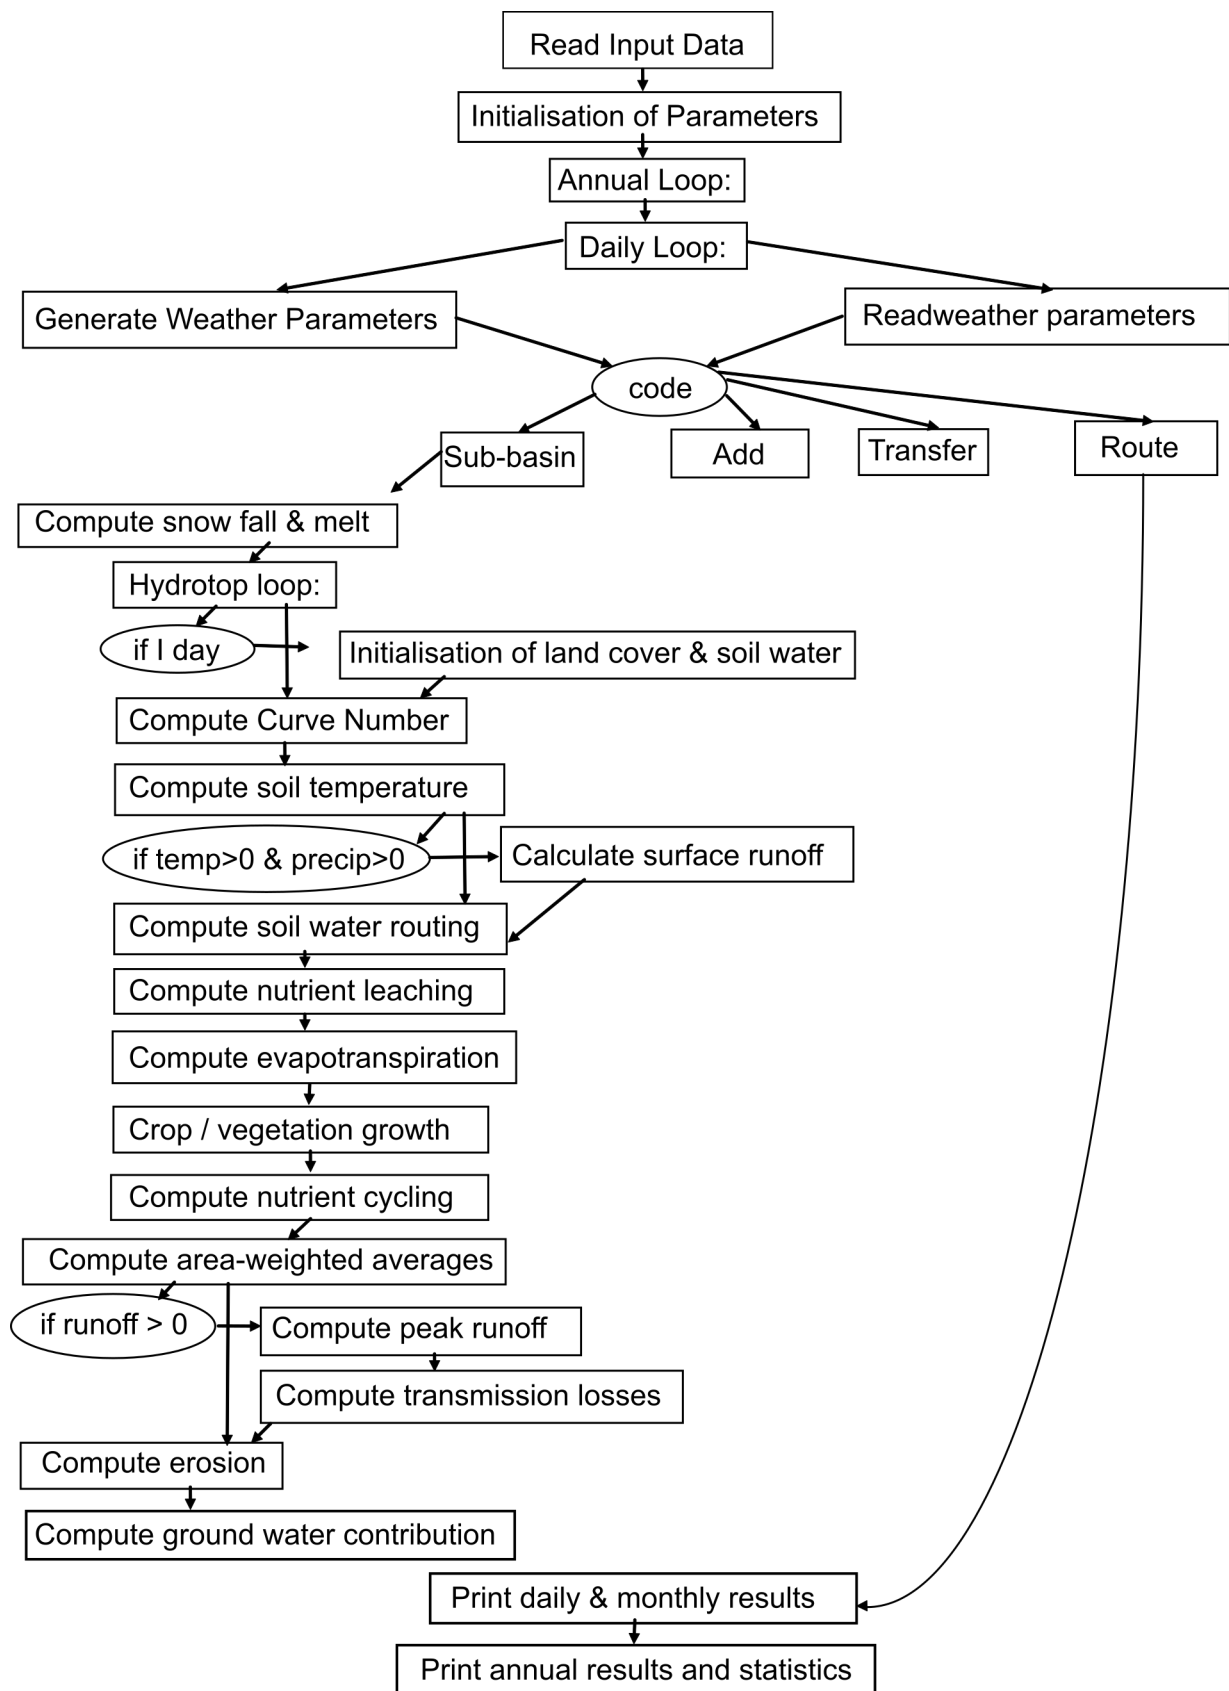 Read Input Data
Initialisation of Parameters
Annual Loop:
Daily Loop:
Generate Weather Parameters
Readweather parameters
code
Sub-basin
Add
Transfer
Route
Compute snow fall & melt
Hydrotop loop:
if I day
Initialisation of land cover & soil water
Compute Curve Number
Compute soil temperature
if temp>0 & precip>0
Calculate surface runoff
Compute soil water routing
Compute nutrient leaching
Compute evapotranspiration
Crop / vegetation growth
Compute nutrient cycling
Compute area-weighted averages
if runoff > 0
Compute peak runoff
Compute transmission losses
Compute erosion
Compute ground water contribution
Print daily & monthly results
Print annual results and statistics